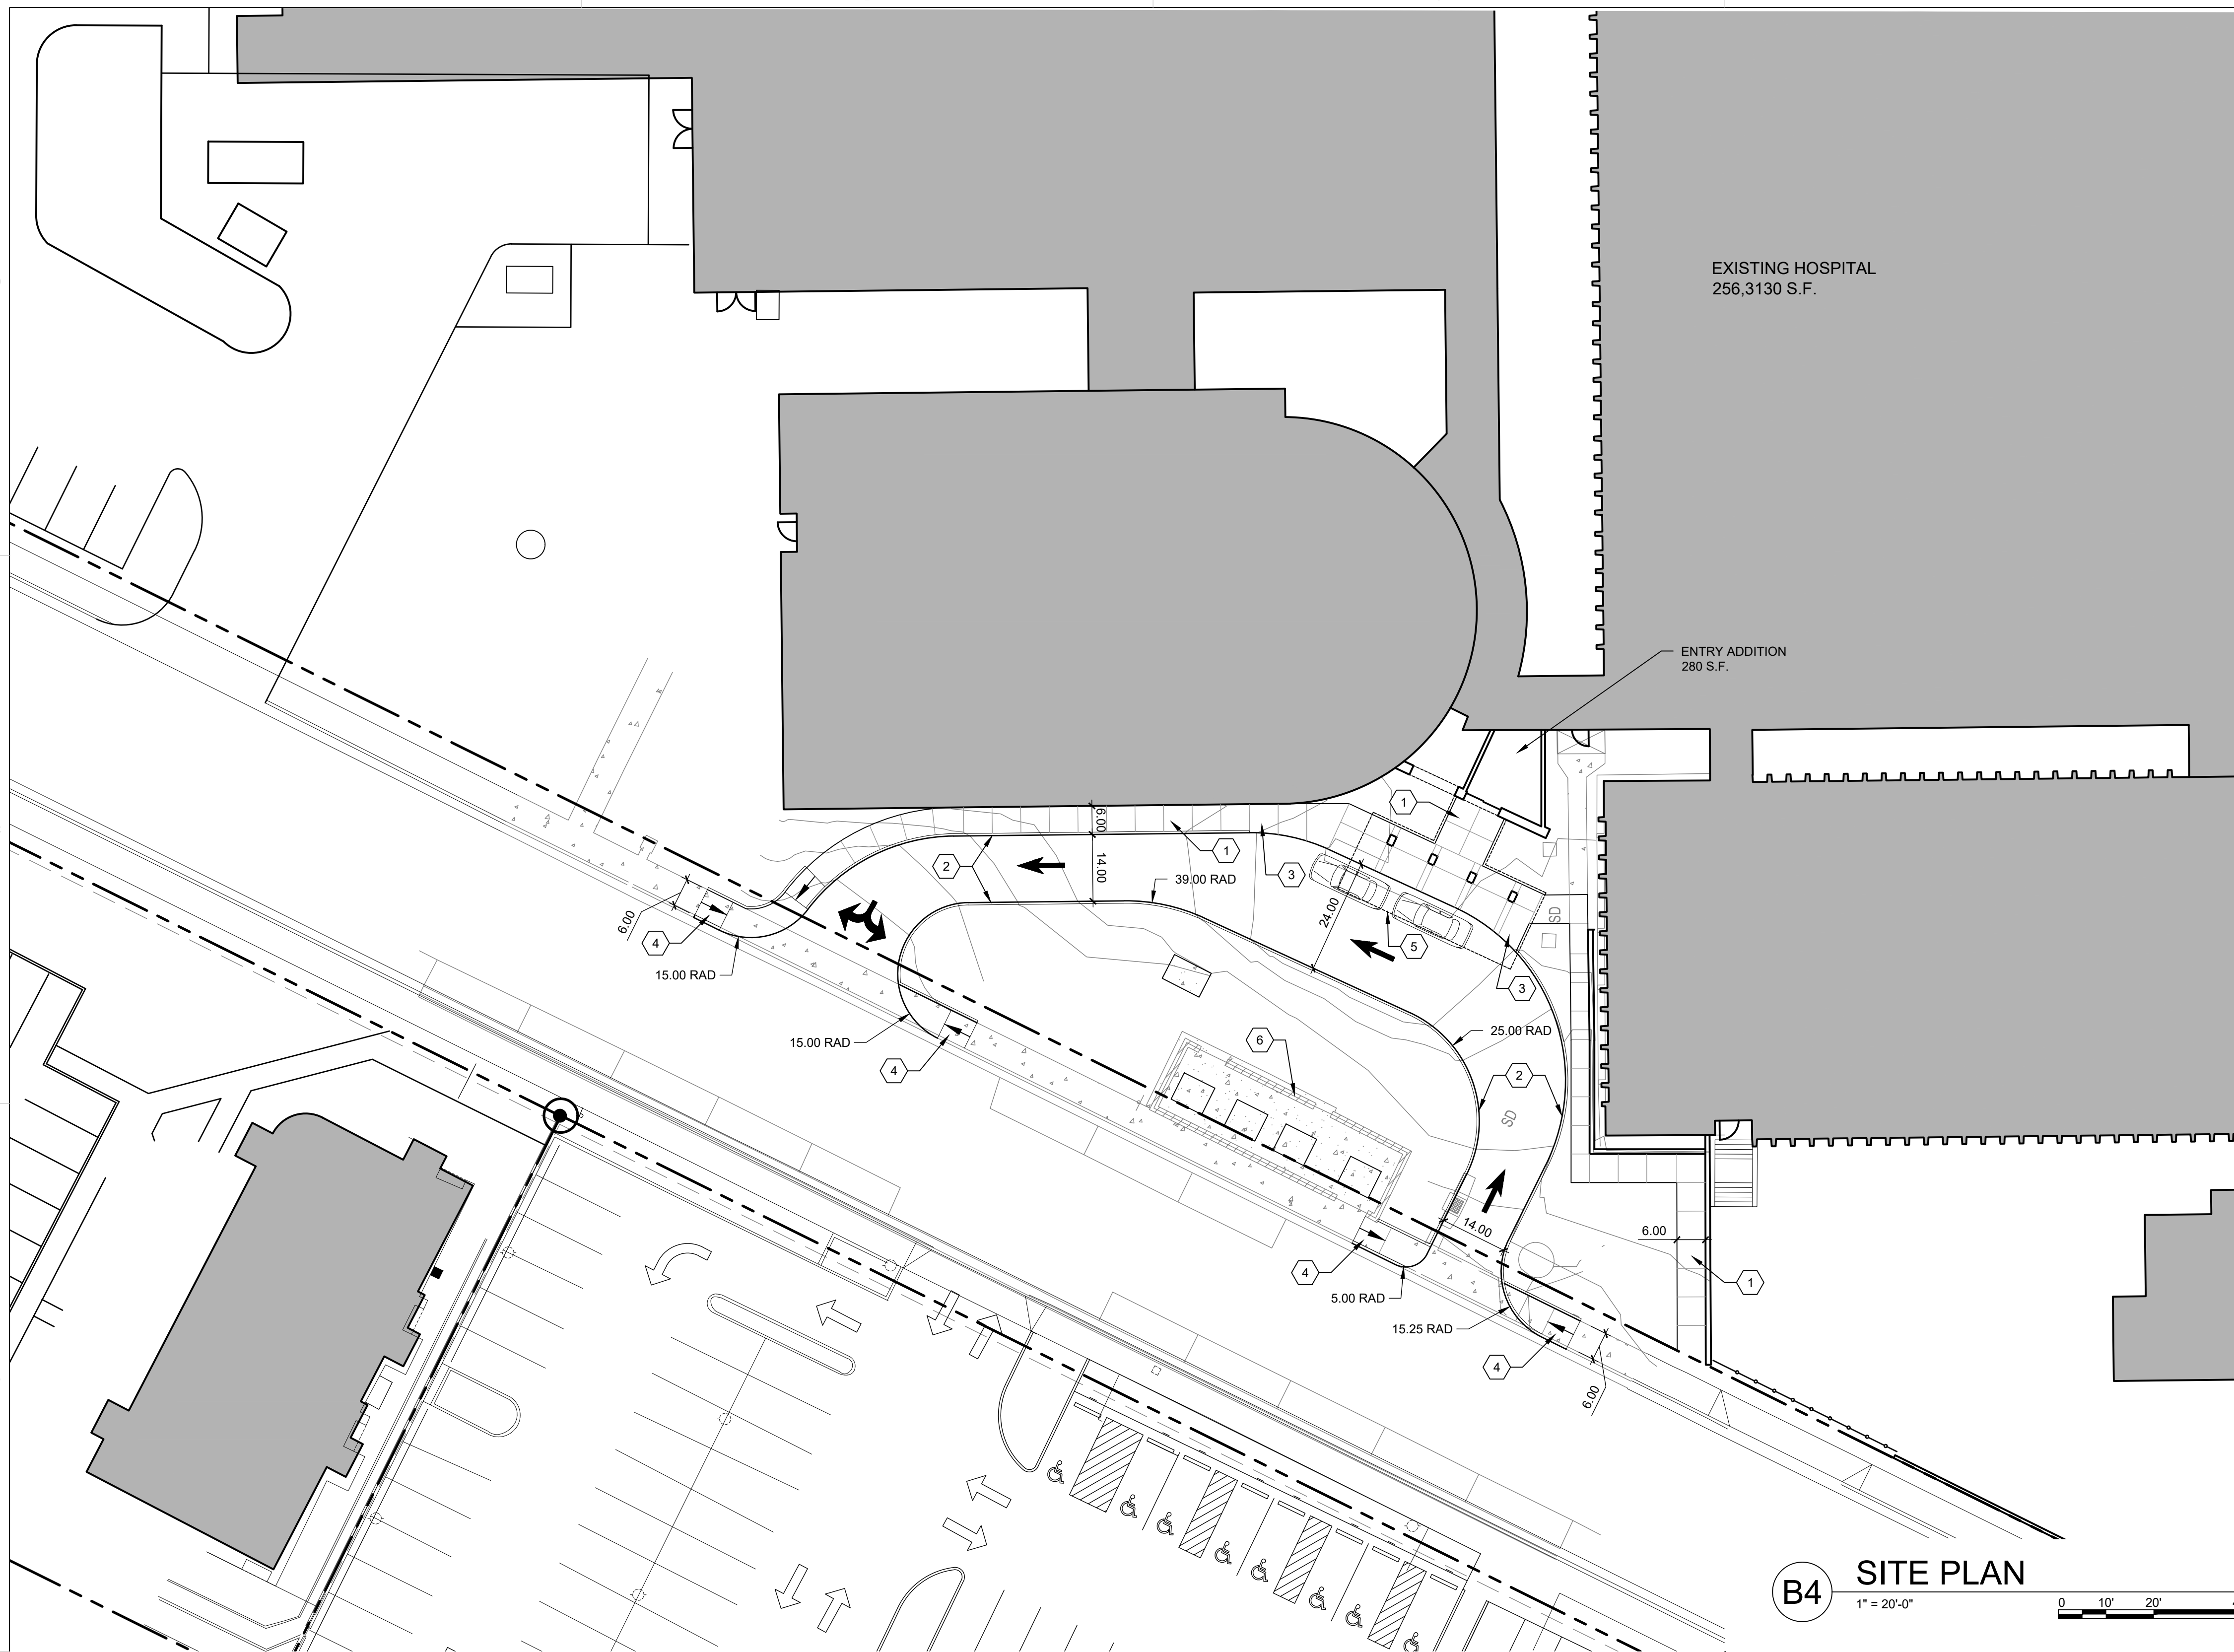 EXISTING HOSPITAL
256,3130 S.F.
ENTRY ADDITION
280 S.F.
1
6.00
1
2
3
14.00
39.00 RAD
24.00
5
SD
6.00
4
15.00 RAD
3
25.00 RAD
15.00 RAD
4
6
2
SD
14.00
6.00
1
4
5.00 RAD
15.25 RAD
4
6.00
B4
SITE PLAN
1" = 20'-0"
0 10' 20'